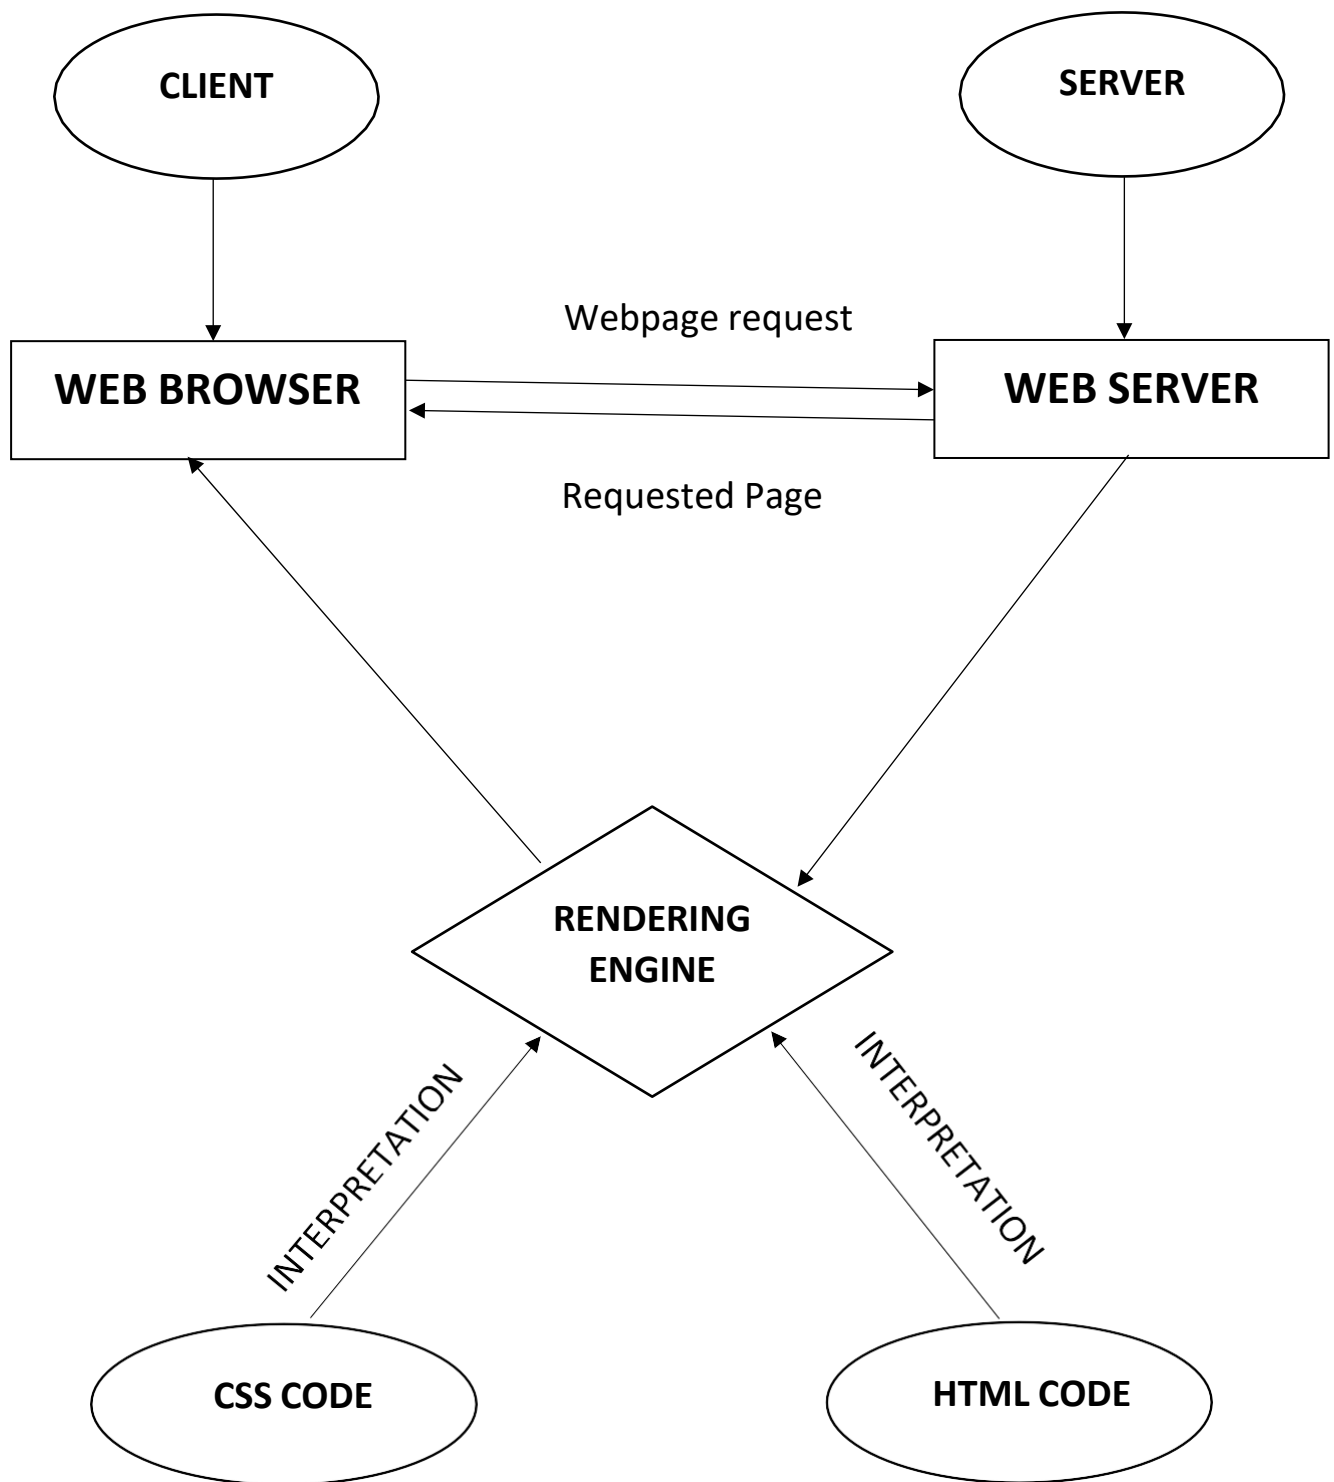 CLIENT
SERVER
Webpage request
WEB BROWSER
WEB SERVER
Requested Page
RENDERING
ENGINE
INTERPRETATION
INTERPRETATION
CSS CODE
HTML CODE